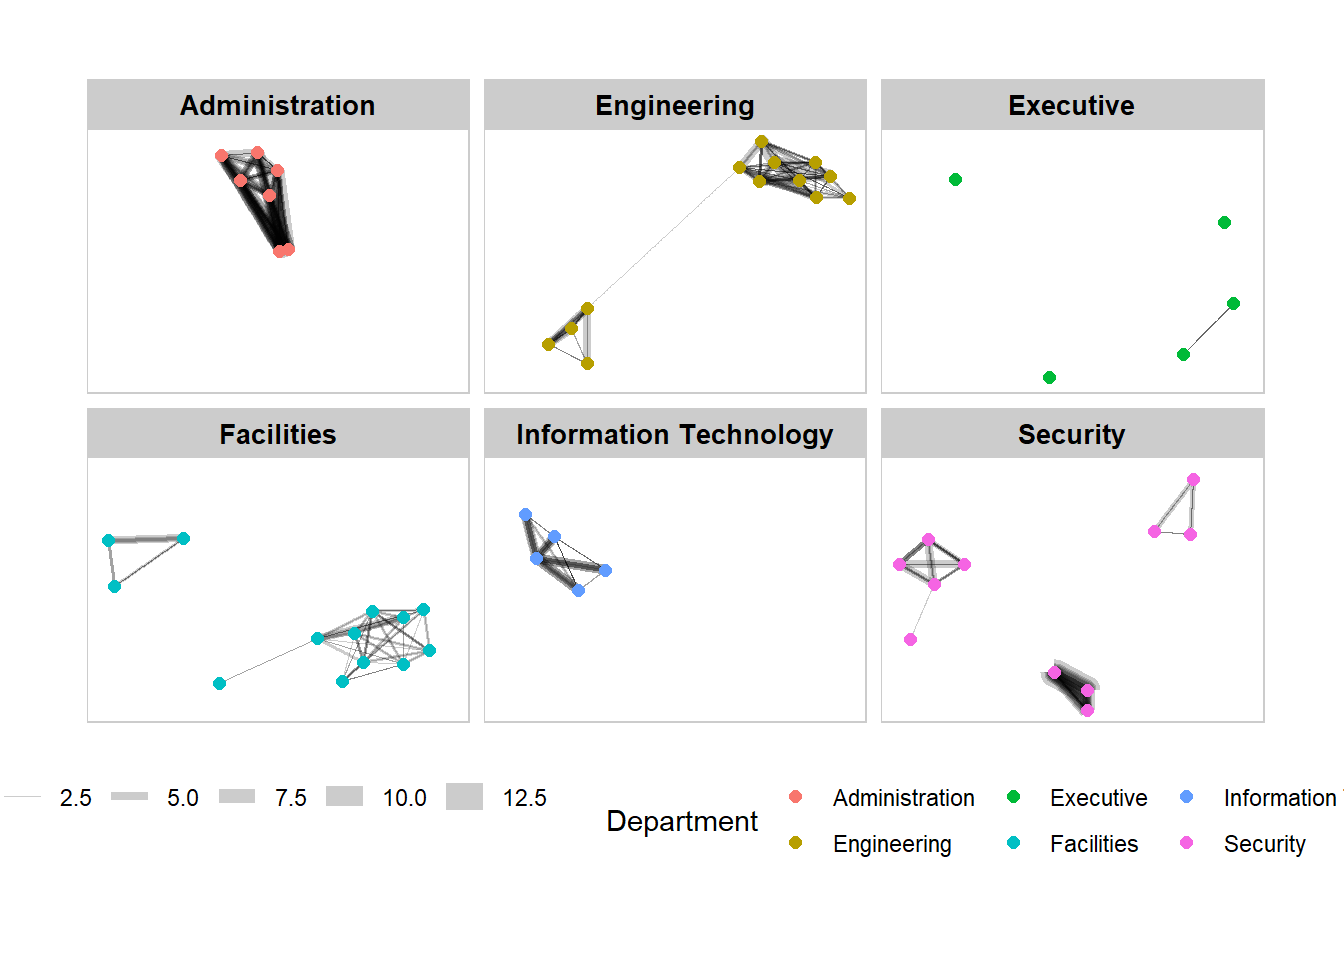 Administration
Engineering
Executive
Facilities
Information Technology
Security
2.5 5.0 7.5 10.0 12.5
Department
Administration Executive Information
Engineering Facilities Security